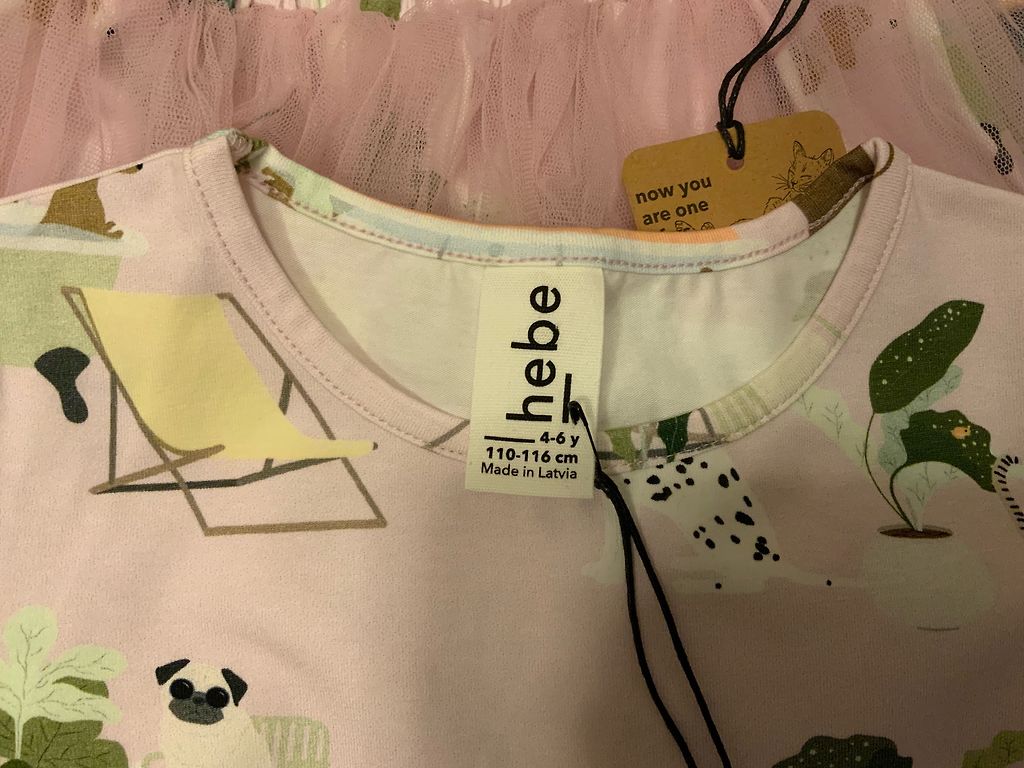 now you
are one
hebe
4-6 y
110-116 cm
Made in Latvia